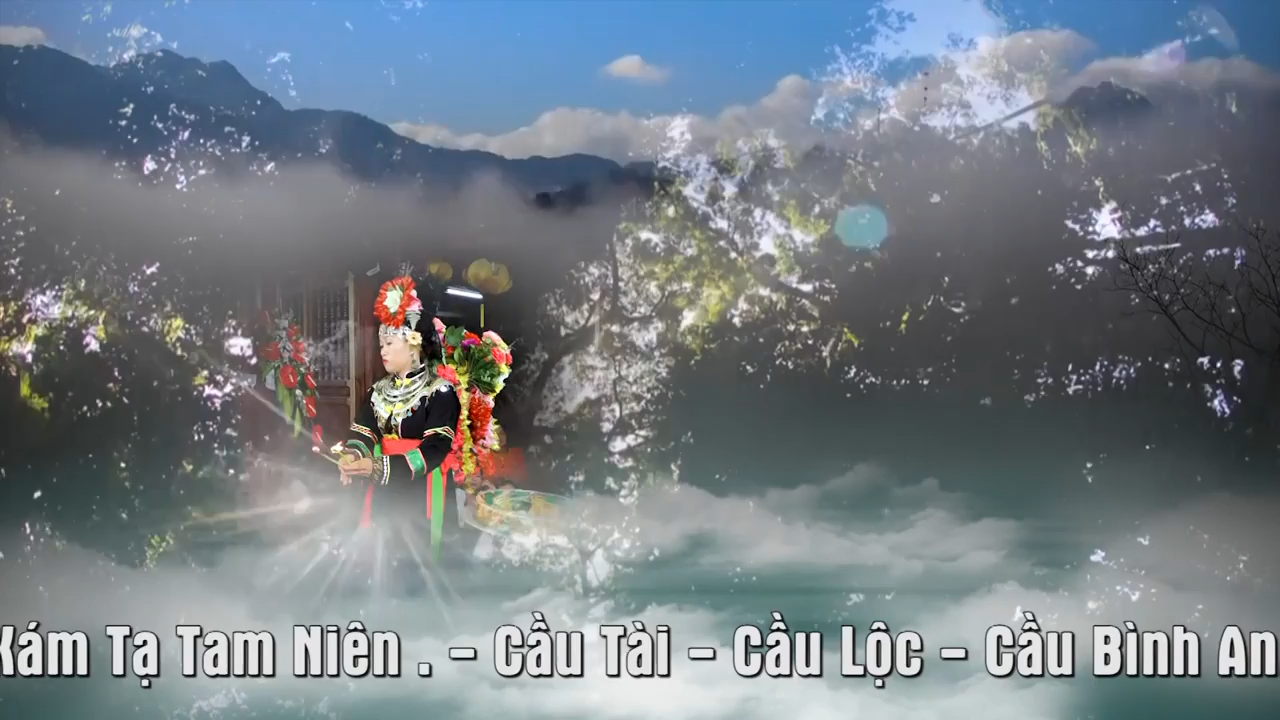 Xám Tạ Tam Niên . - Cầu Tài - Cầu Lộc - Cầu Bình An